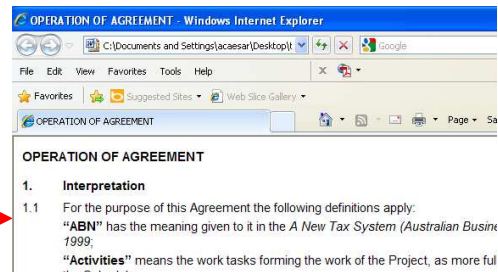 OPERATION OF AGREEMENT - Windows Internet Explorer
C:\Documents and Settings\acaesar\Desktop\t
Google
File Edit View Favorites Tools Help x
Favorites Suggested Sites Web Slice Gallery
OPERATION OF AGREEMENT Page Sa
OPERATION OF AGREEMENT
1. Interpretation
1.1 For the purpose of this Agreement the following definitions apply:
“ABN” has the meaning given to it in the A New Tax System (Australian Busine
1999;
“Activities” means the work tasks forming the work of the Project, as more ful